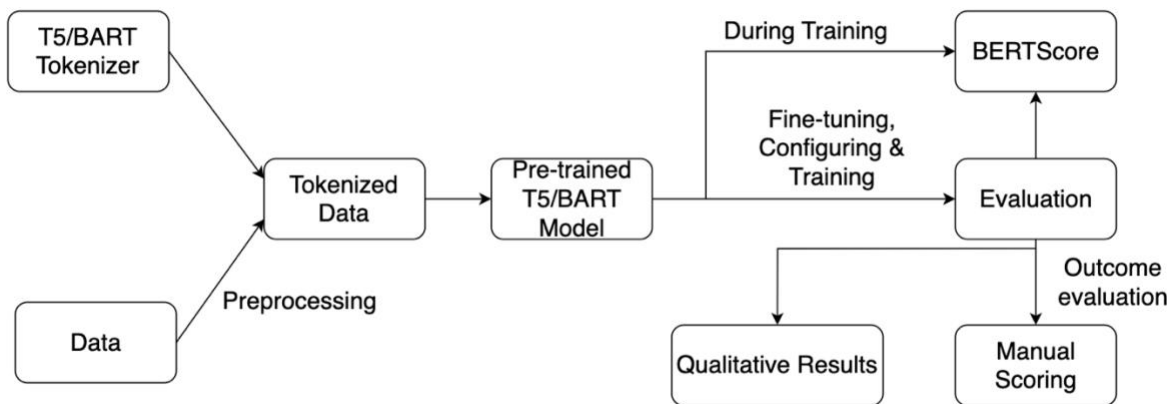 T5/BART
Tokenizer
During Training
BERTScore
Fine-tuning,
Configuring &
Training
Tokenized
Data
Pre-trained
T5/BART
Model
Evaluation
Preprocessing
Outcome
evaluation
Data
Qualitative Results
Manual
Scoring